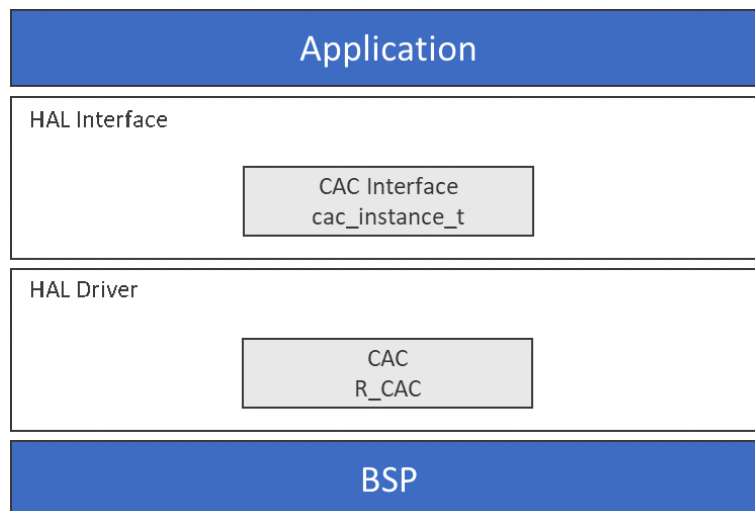 Application
HAL Interface
CAC Interface
cac_instance_t
HAL Driver
CAC
R_CAC
BSP